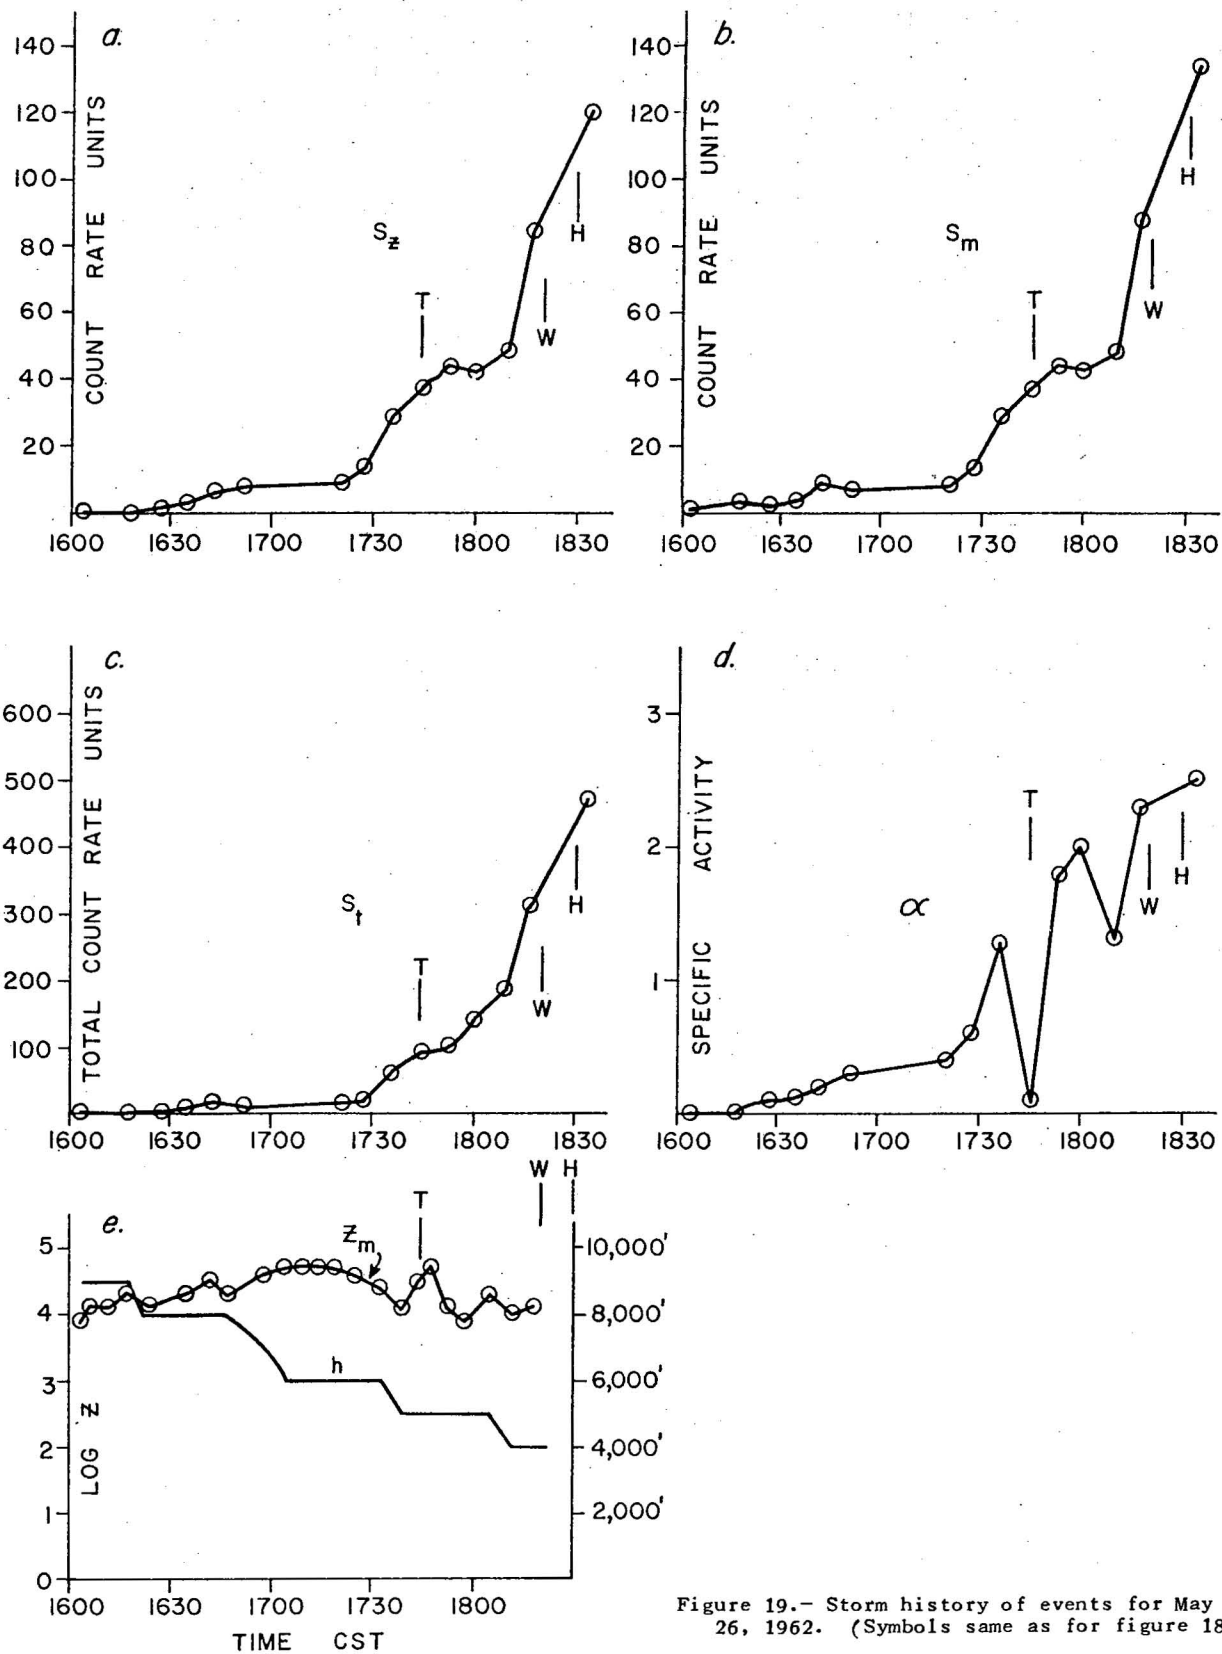 a.
COUNT RATE UNITS
140
120
100
80
60
40
20
Sz
T
W
H
1600 1630 1700 1730 1800 1830
b.
COUNT RATE UNITS
140
120
100
80
60
40
20
Sm
T
W
H
1600 1630 1700 1730 1800 1830
c.
TOTAL COUNT RATE UNITS
600
500
400
300
200
100
St
T
W
H
1600 1630 1700 1730 1800 1830
d.
SPECIFIC ACTIVITY
3
2
1
α
T
W
H
1600 1630 1700 1730 1800 1830
e.
LOG Z
5
4
3
2
1
0
Zm
h
T
W H
10,000'
8,000'
6,000'
4,000'
2,000'
1600 1630 1700 1730 1800
TIME CST
Figure 19.- Storm history of events for May
26, 1962. (Symbols same as for figure 18